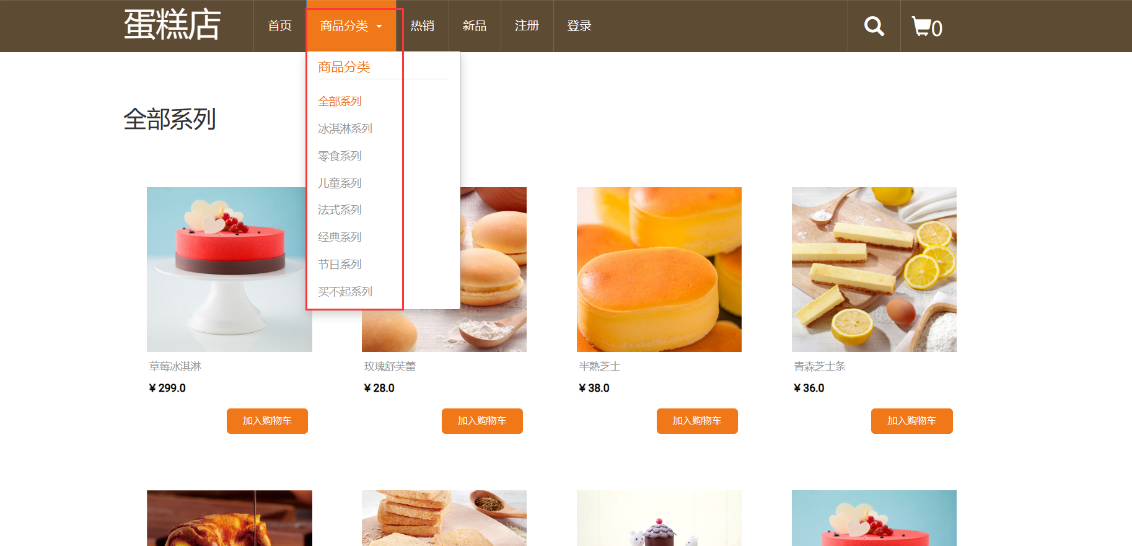 蛋糕店
首页
商品分类
热销
新品
注册
登录
0
商品分类
全部系列
冰淇淋系列
零食系列
儿童系列
法式系列
经典系列
节日系列
买不起系列
全部系列
草莓冰淇淋
¥ 299.0
加入购物车
玫瑰舒芙蕾
¥ 28.0
加入购物车
半熟芝士
¥ 38.0
加入购物车
青森芝士条
¥ 36.0
加入购物车